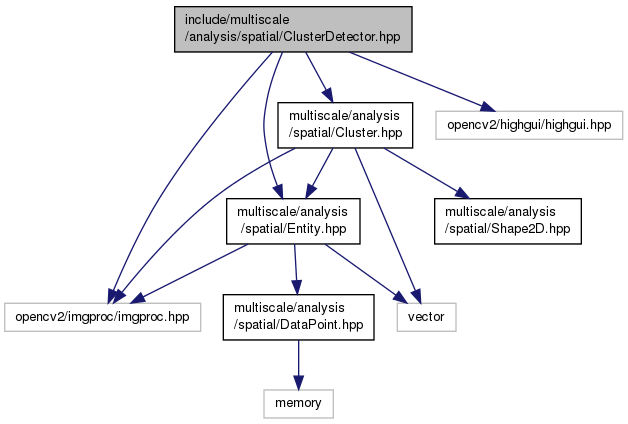 include/multiscale
/analysis/spatial/ClusterDetector.hpp
multiscale/analysis
/spatial/Cluster.hpp
opencv2/highgui/highgui.hpp
multiscale/analysis
/spatial/Entity.hpp
multiscale/analysis
/spatial/Shape2D.hpp
opencv2/imgproc/imgproc.hpp
multiscale/analysis
/spatial/DataPoint.hpp
vector
memory